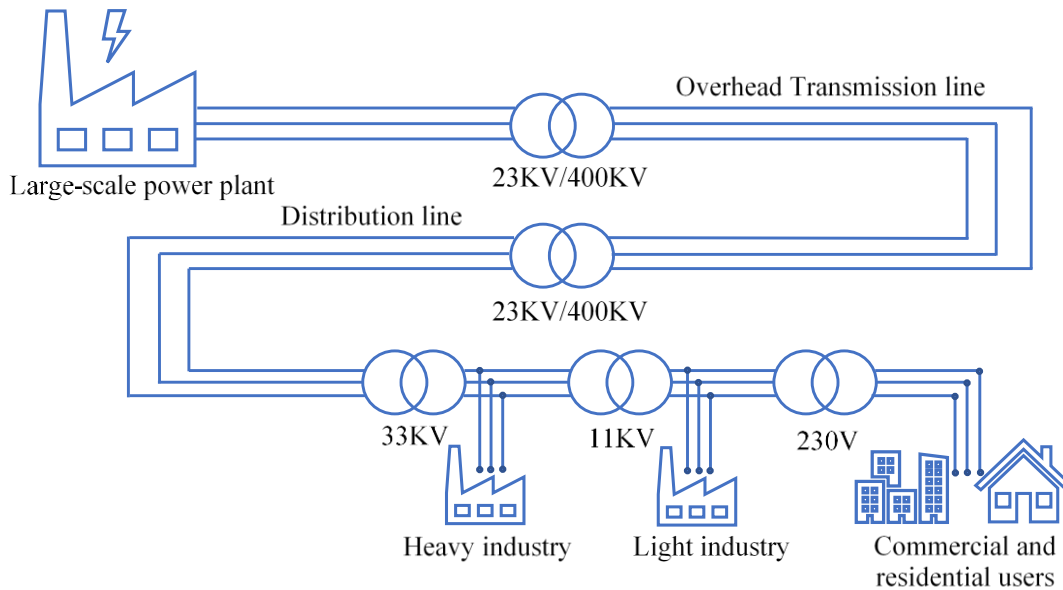 Overhead Transmission line
23KV/400KV
Large-scale power plant
Distribution line
23KV/400KV
33KV
11KV
230V
Heavy industry
Light industry
Commercial and
residential users